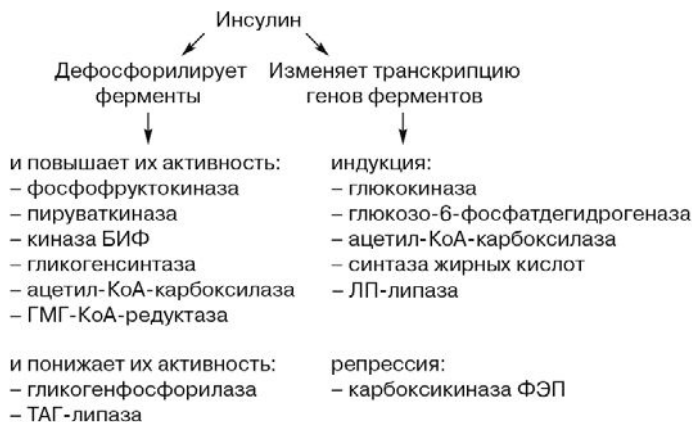 Инсулин
Дефосфорилирует
ферменты
Изменяет транскрипцию
генов ферментов
и повышает их активность:
– фосфофруктокиназа
– пируваткиназа
– киназа БИФ
– гликогенсинтаза
– ацетил-КоА-карбоксилаза
– ГМГ-КоА-редуктаза
и понижает их активность:
– гликогенфосфорилаза
– ТАГ-липаза
индукция:
– глюкокиназа
– глюкозо-6-фосфатдегидрогеназа
– ацетил-КоА-карбоксилаза
– синтаза жирных кислот
– ЛП-липаза
репрессия:
– карбоксикиназа ФЭП